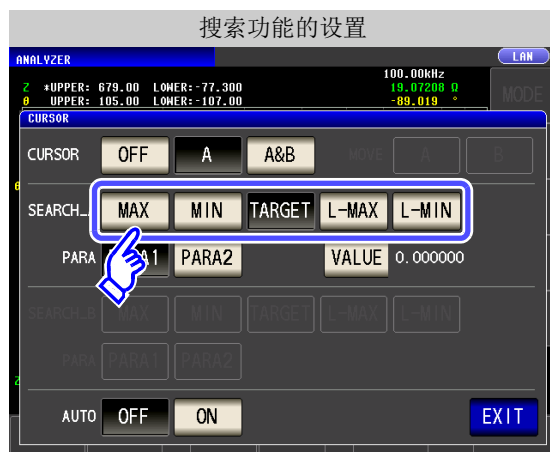 搜索功能的设置
ANALYZER LAN
100.00kHz
Z *UPPER: 679.00 LOWER:-77.300 19.07208 Ω
θ UPPER: 105.00 LOWER:-107.00 -89.019 °
MODE
CURSOR
CURSOR OFF A A&B MOVE A B
θ
SEARCH_ MAX MIN TARGET L-MAX L-MIN
PARA PARA2 VALUE 0.000000
SEARCH_B MAX MIN TARGET L-MAX L-MIN
PARA PARA1 PARA2
Z
AUTO OFF ON EXIT